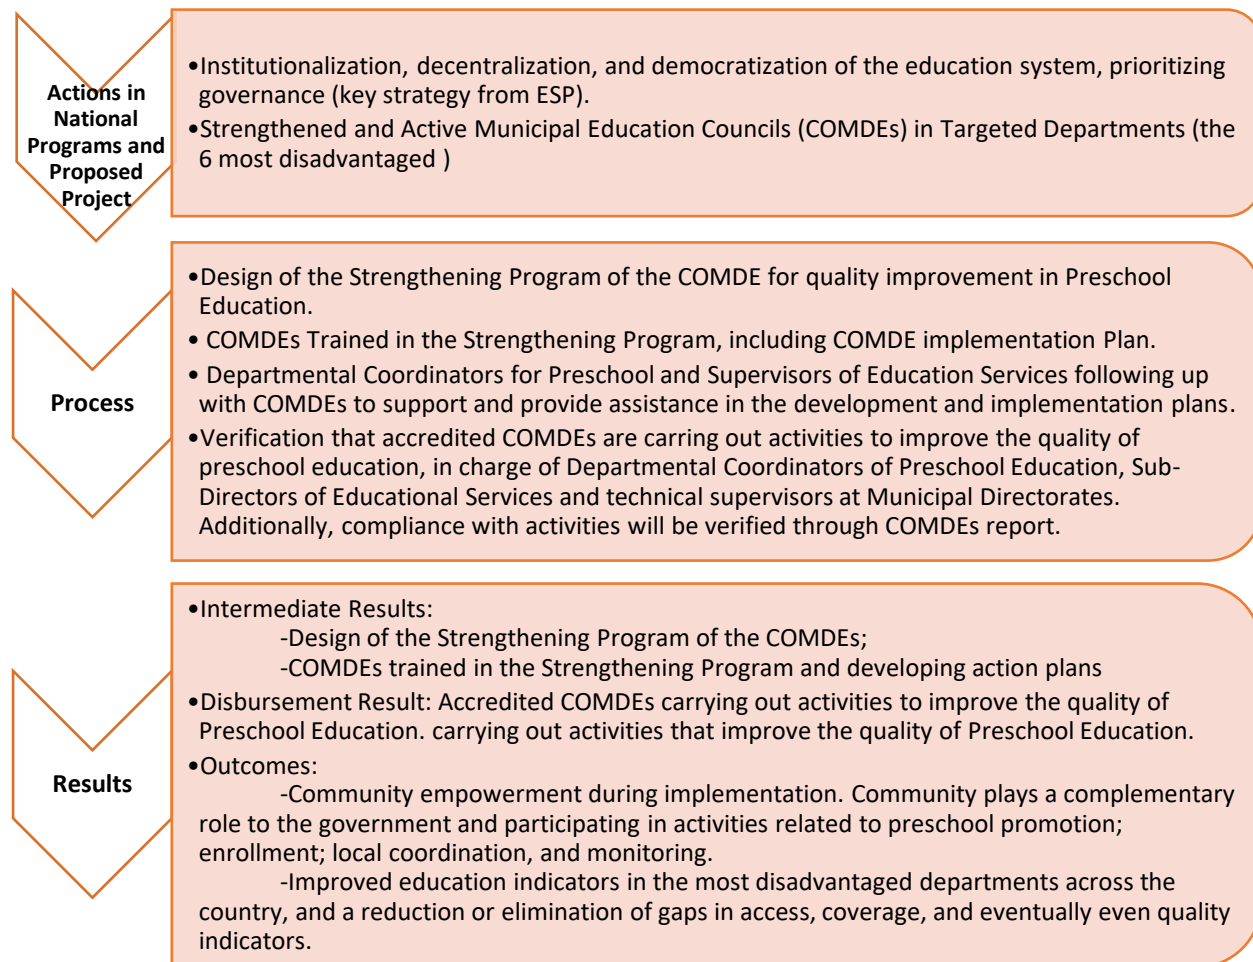 Actions in
National
Programs and
Proposed
Project
•Institutionalization, decentralization, and democratization of the education system, prioritizing
governance (key strategy from ESP).
•Strengthened and Active Municipal Education Councils (COMDEs) in Targeted Departments (the
6 most disadvantaged )
Process
•Design of the Strengthening Program of the COMDE for quality improvement in Preschool
Education.
• COMDEs Trained in the Strengthening Program, including COMDE implementation Plan.
• Departmental Coordinators for Preschool and Supervisors of Education Services following up
with COMDEs to support and provide assistance in the development and implementation plans.
•Verification that accredited COMDEs are carring out activities to improve the quality of
preschool education, in charge of Departmental Coordinators of Preschool Education, Sub-
Directors of Educational Services and technical supervisors at Municipal Directorates.
Additionally, compliance with activities will be verified through COMDEs report.
Results
•Intermediate Results:
-Design of the Strengthening Program of the COMDEs;
-COMDEs trained in the Strengthening Program and developing action plans
•Disbursement Result: Accredited COMDEs carrying out activities to improve the quality of
Preschool Education. carrying out activities that improve the quality of Preschool Education.
•Outcomes:
-Community empowerment during implementation. Community plays a complementary
role to the government and participating in activities related to preschool promotion;
enrollment; local coordination, and monitoring.
-Improved education indicators in the most disadvantaged departments across the
country, and a reduction or elimination of gaps in access, coverage, and eventually even quality
indicators.